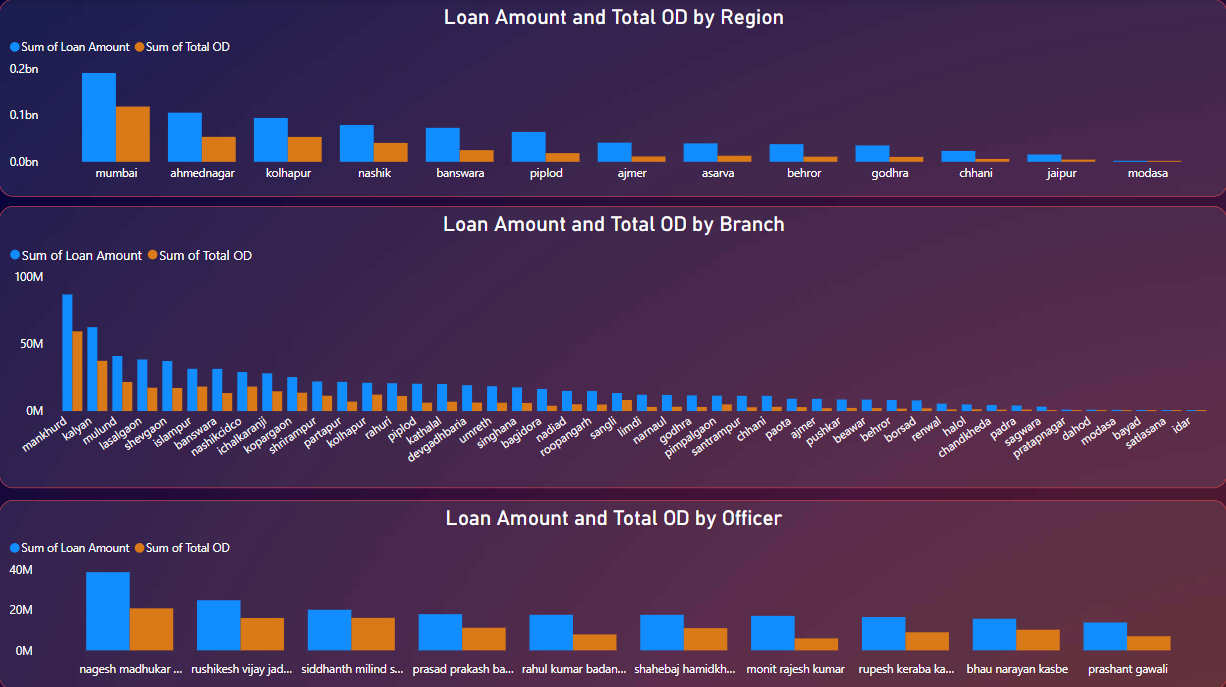 Loan Amount and Total OD by Region
Sum of Loan Amount Sum of Total OD
0.2bn
0.1bn
0.0bn
mumbai ahmednagar kolhapur nashik banswara piplod ajmer asarva behror godhra chhani jaipur modasa
Loan Amount and Total OD by Branch
Sum of Loan Amount Sum of Total OD
100M
50M
0M
mankhurd kalyan mulund lasalgaon shevgaon islampur banswara nashikcidco ichalkaranji kopargaon shrirampur partapur kolhapur rahuri piplod kathalal devgadhbaria umreth singhana bagidora nadiad roopangarh sangli limdi narnaul godhra pimpalgaon santrampur chhani paota ajmer pushkar beawar behror borsad renwal halol chandkheda padra sagwara pratapnagar dahod modasa bayad satlasana idar
Loan Amount and Total OD by Officer
Sum of Loan Amount Sum of Total OD
40M
20M
0M
nagesh madhukar ... rushikesh vijay jad... siddhanth milind s... prasad prakash ba... rahul kumar badan... shahebaj hamidkh... monit rajesh kumar rupesh keraba ka... bhau narayan kasbe prashant gawali